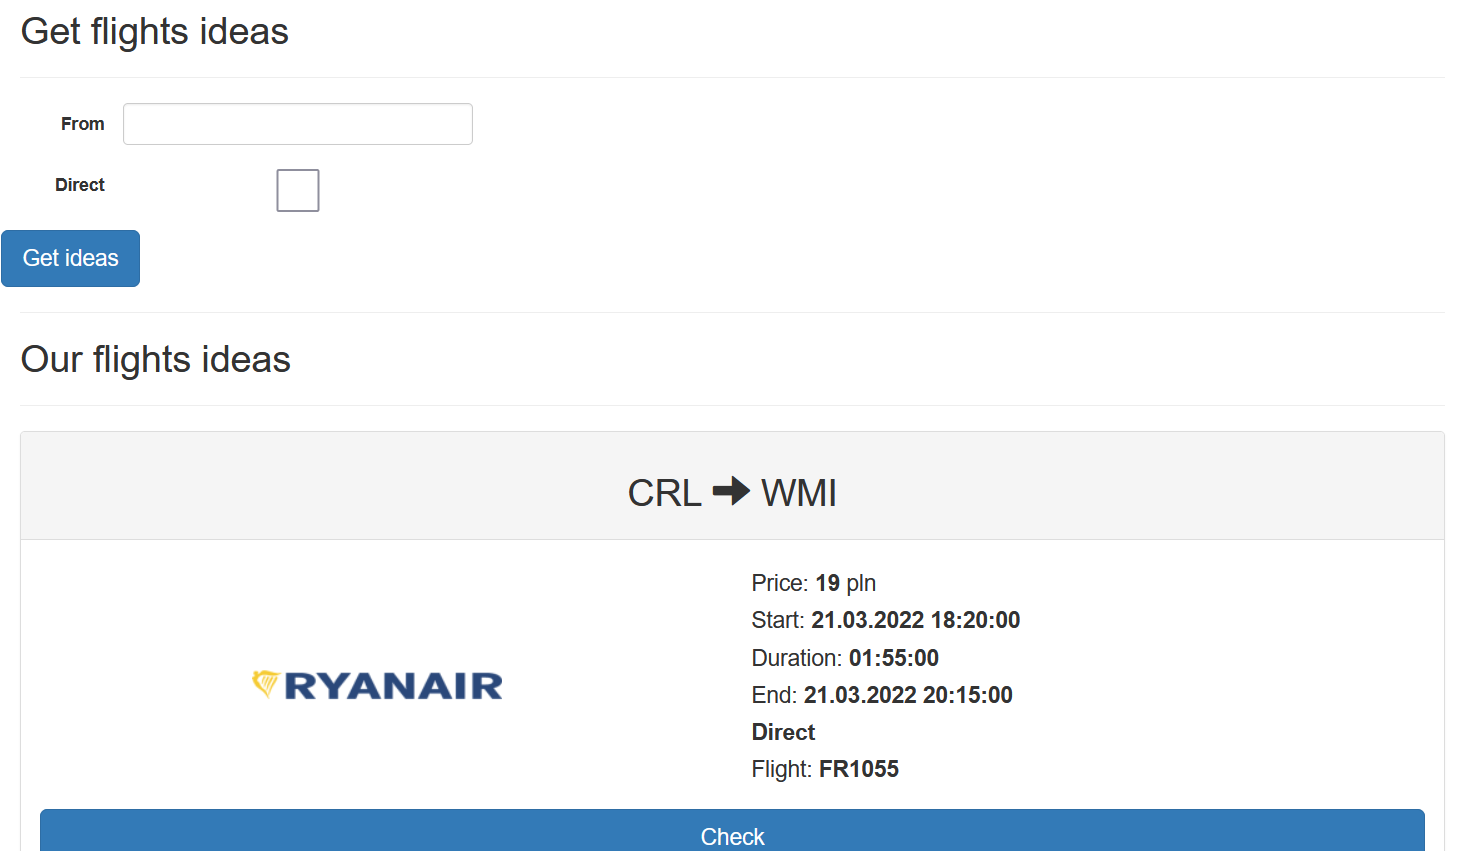 Get flights ideas
From
Direct
Get ideas
Our flights ideas
CRL ➡ WMI
RYANAIR
Price: 19 pln
Start: 21.03.2022 18:20:00
Duration: 01:55:00
End: 21.03.2022 20:15:00
Direct
Flight: FR1055
Check